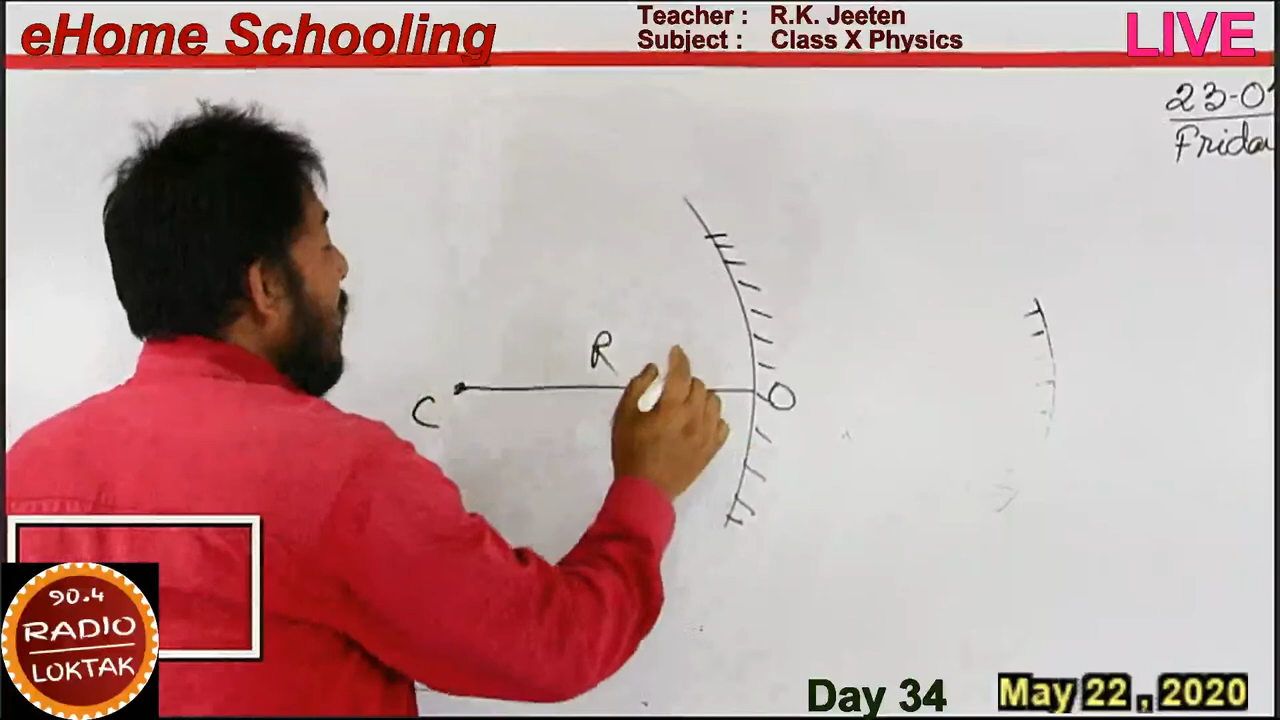 eHome Schooling
Teacher : R.K. Jeeten
Subject : Class X Physics
LIVE
23-0
Frida
R
C
O
90.4
RADIO
LOKTAK
Day 34
May 22 , 2020